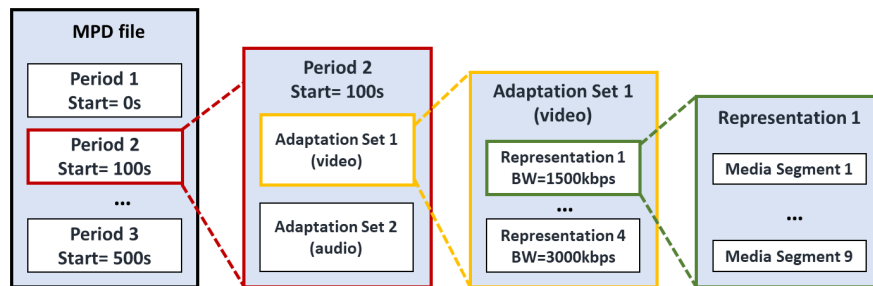 MPD file
Period 1
Start= 0s
Period 2
Start= 100s
...
Period 3
Start= 500s
Period 2
Start= 100s
Adaptation Set 1
(video)
Adaptation Set 2
(audio)
Adaptation Set 1
(video)
Representation 1
BW=1500kbps
...
Representation 4
BW=3000kbps
Representation 1
Media Segment 1
...
Media Segment 9